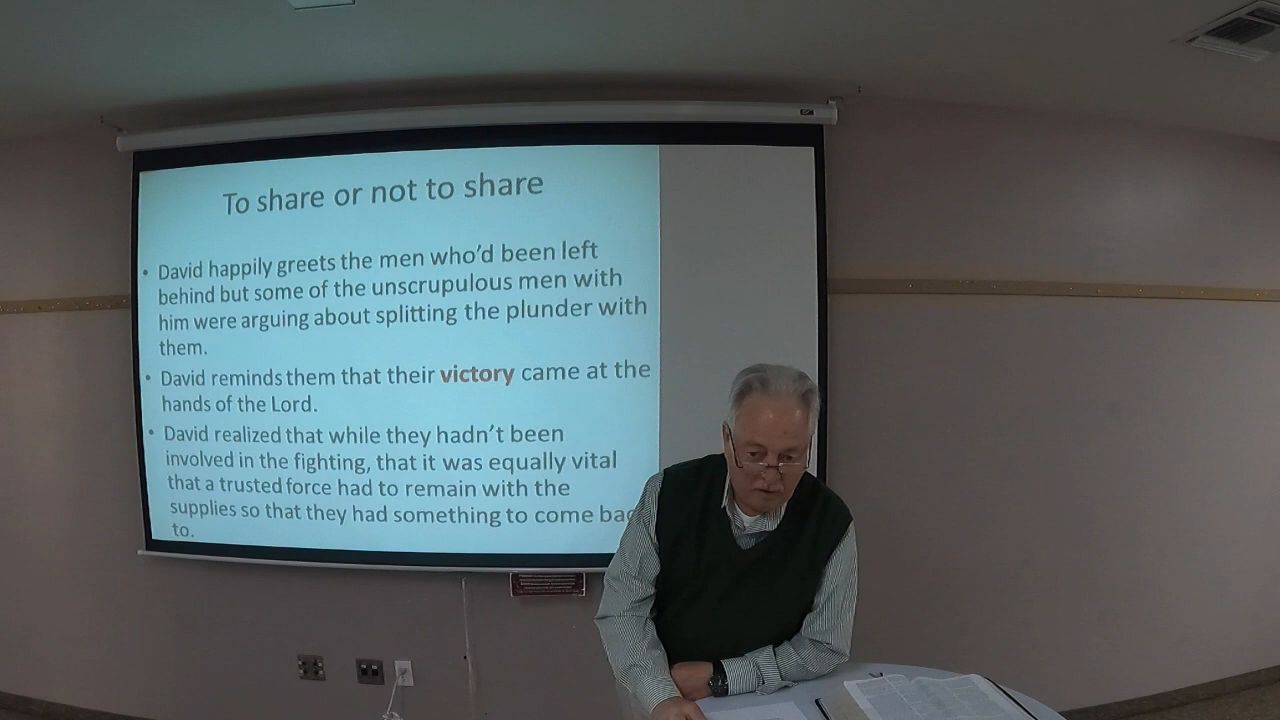 To share or not to share
• David happily greets the men who’d been left
behind but some of the unscrupulous men with
him were arguing about splitting the plunder with
them.
• David reminds them that their victory came at the
hands of the Lord.
• David realized that while they hadn’t been
involved in the fighting, that it was equally vital
that a trusted force had to remain with the
supplies so that they had something to come bac
to.